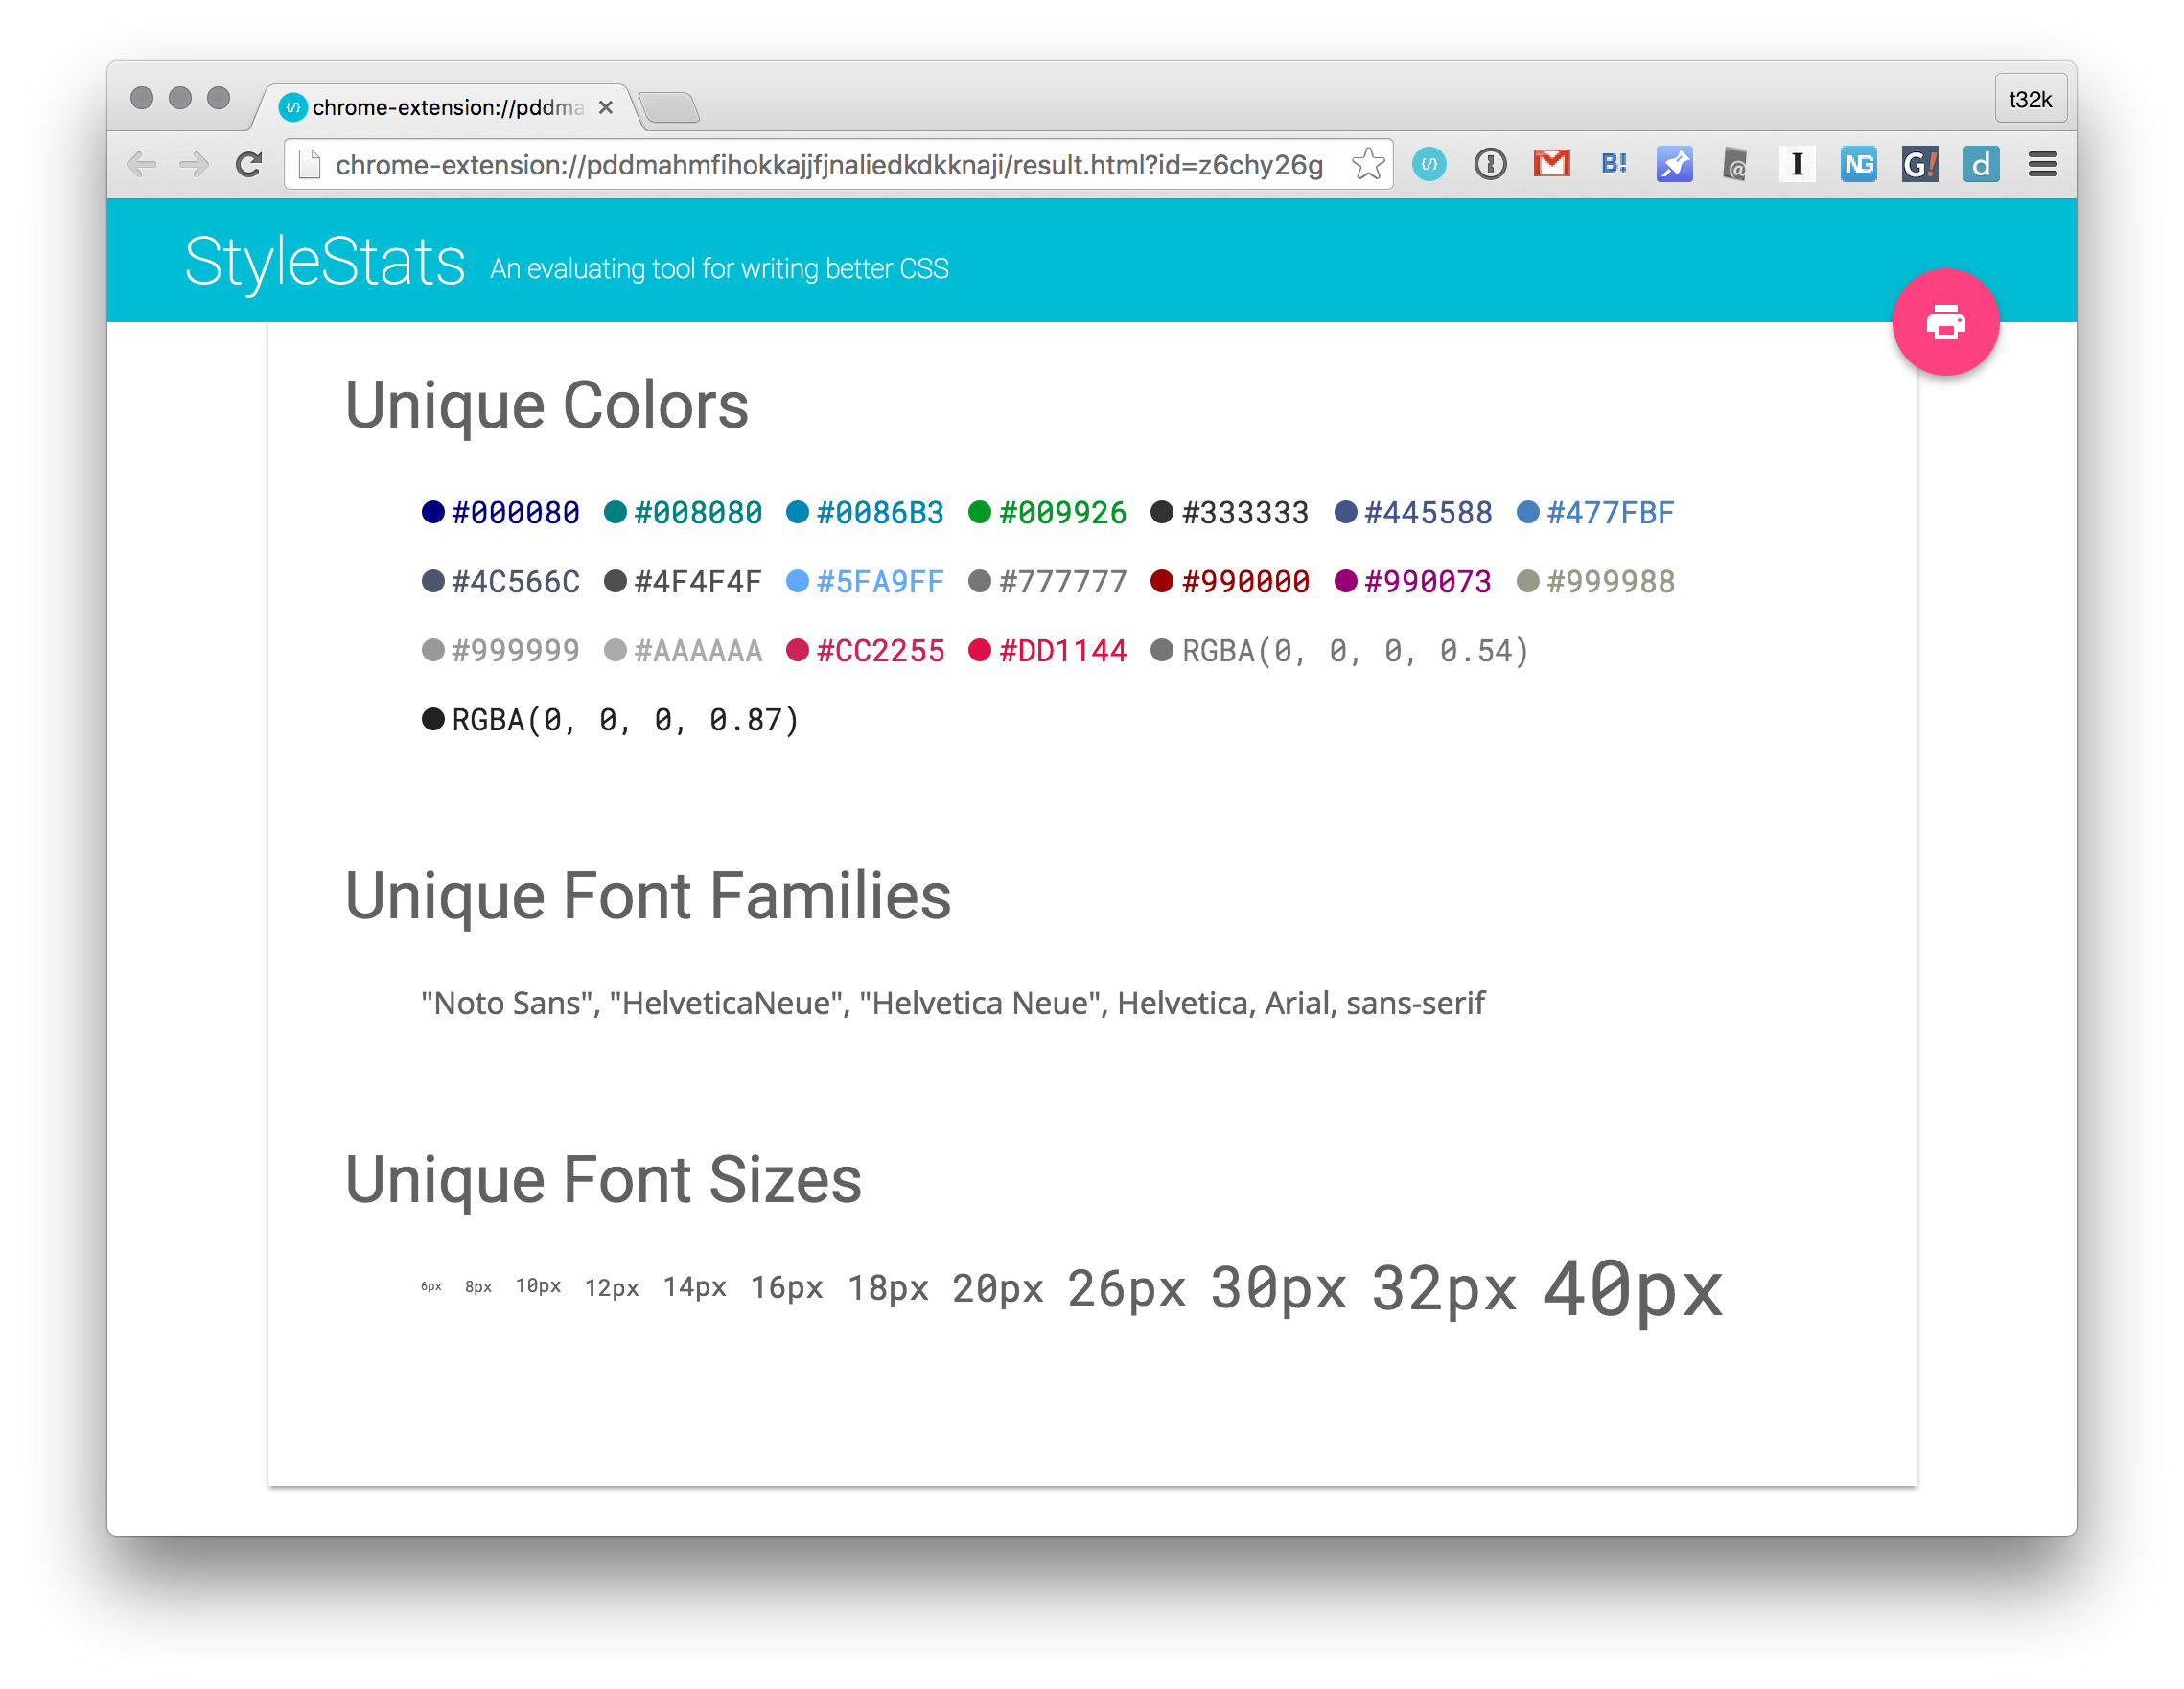 chrome-extension://pddma
t32k
chrome-extension://pddmahmfihokkajjfjnaliedkdkknaji/result.html?id=z6chy26g
B! @ I NG G! d
StyleStats An evaluating tool for writing better CSS
Unique Colors
#000080 #008080 #0086B3 #009926 #333333 #445588 #477FBF
#4C566C #4F4F4F #5FA9FF #777777 #990000 #990073 #999988
#999999 #AAAAAA #CC2255 #DD1144 RGBA(0, 0, 0, 0.54)
RGBA(0, 0, 0, 0.87)
Unique Font Families
"Noto Sans", "HelveticaNeue", "Helvetica Neue", Helvetica, Arial, sans-serif
Unique Font Sizes
6px 8px 10px 12px 14px 16px 18px 20px 26px 30px 32px 40px